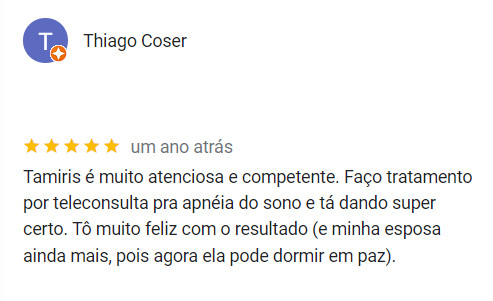 T
Thiago Coser
um ano atrás
Tamiris é muito atenciosa e competente. Faço tratamento
por teleconsulta pra apnéia do sono e tá dando super
certo. Tô muito feliz com o resultado (e minha esposa
ainda mais, pois agora ela pode dormir em paz).